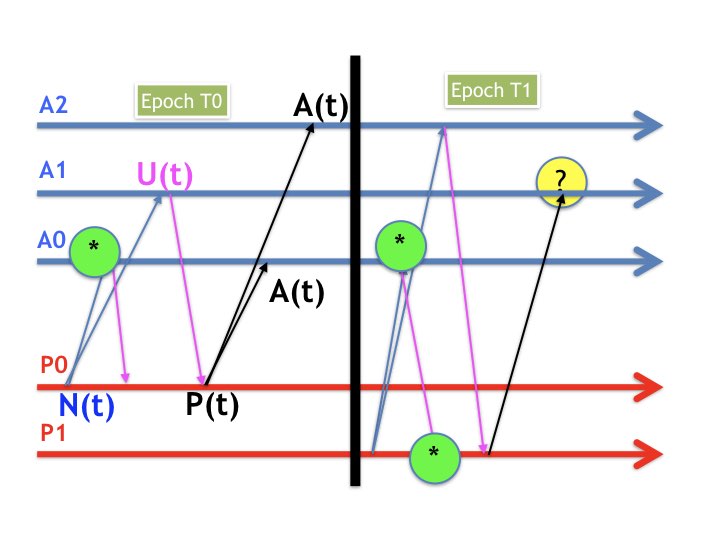 Epoch T0
Epoch T1
A2
A(t)
A1
U(t)
?
A0
*
*
A(t)
P0
N(t)
P(t)
P1
*